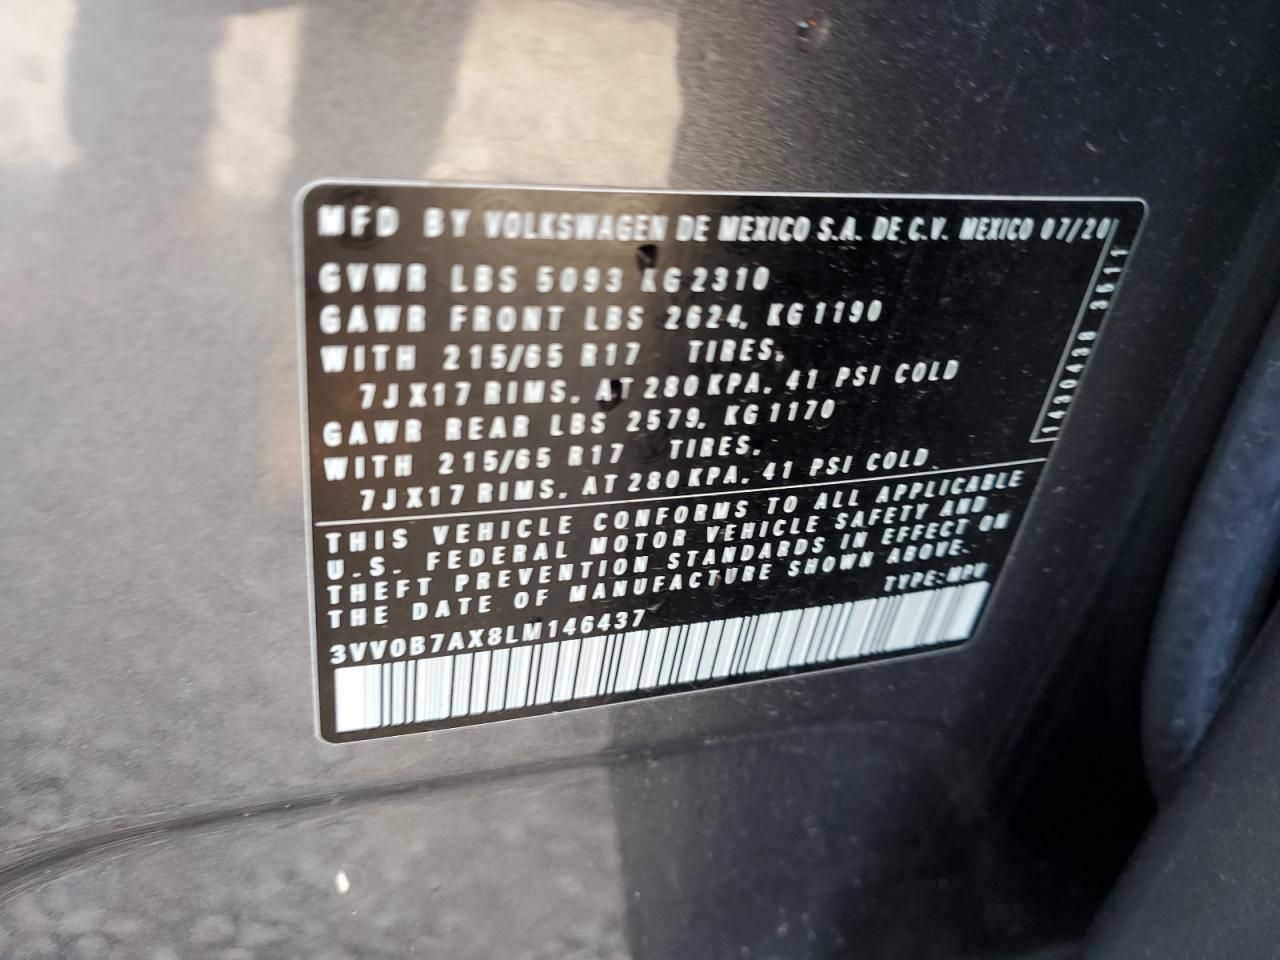 MFD BY VOLKSWAGEN DE MEXICO S.A. DE C.V. MEXICO 07/20
GVWR LBS 5093 KG 2310
GAWR FRONT LBS 2624, KG 1190
WITH 215/65 R17 TIRES,
7JX17 RIMS, AT 280 KPA, 41 PSI COLD
GAWR REAR LBS 2579, KG 1170
WITH 215/65 R17 TIRES,
7JX17 RIMS, AT 280 KPA, 41 PSI COLD
1430438 3511
THIS VEHICLE CONFORMS TO ALL APPLICABLE
U.S. FEDERAL MOTOR VEHICLE SAFETY AND
THEFT PREVENTION STANDARDS IN EFFECT ON
THE DATE OF MANUFACTURE SHOWN ABOVE.
TYPE: MPV
3VV0B7AX8LM146437